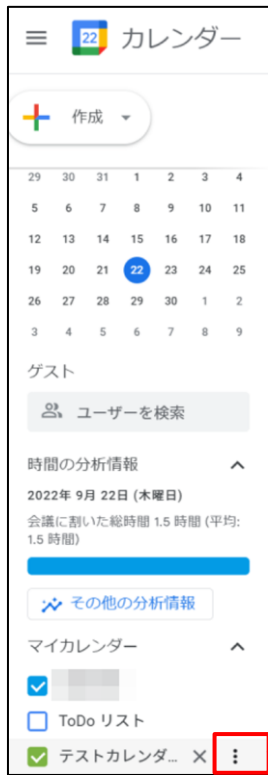 22 カレンダー
作成
29 30 31 1 2 3 4
5 6 7 8 9 10 11
12 13 14 15 16 17 18
19 20 21 22 23 24 25
26 27 28 29 30 1 2
3 4 5 6 7 8 9
ゲスト
ユーザーを検索
時間の分析情報
2022年 9月 22日 (木曜日)
会議に割いた総時間 1.5 時間 (平均:
1.5 時間)
その他の分析情報
マイカレンダー
ToDo リスト
テストカレンダ...